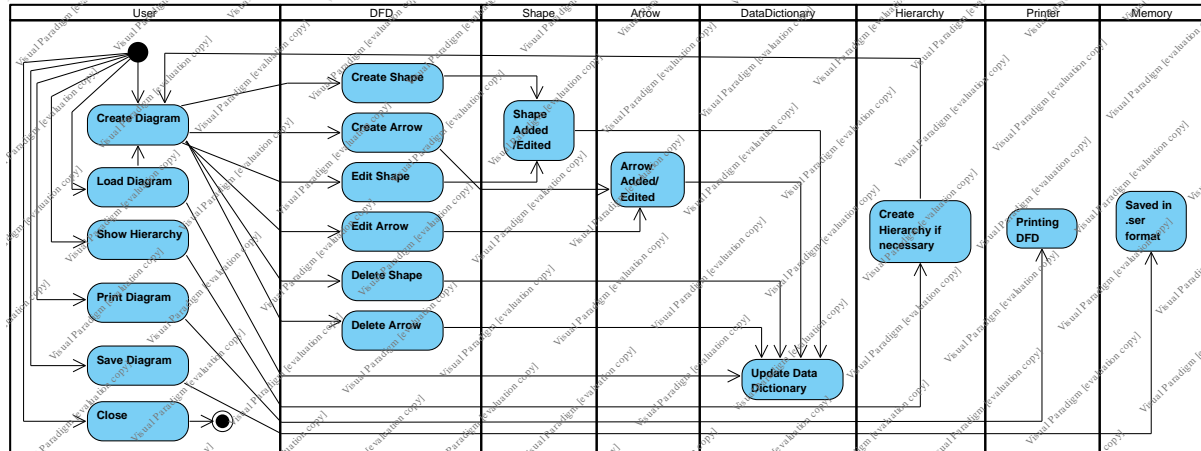 User
DFD
Shape
Arrow
DataDictionary
Hierarchy
Printer
Memory
Create Diagram
Load Diagram
Show Hierarchy
Print Diagram
Save Diagram
Close
Create Shape
Create Arrow
Edit Shape
Edit Arrow
Delete Shape
Delete Arrow
Shape
Added
/Edited
Arrow
Added/
Edited
Update Data
Dictionary
Create
Hierarchy if
necessary
Printing
DFD
Saved in
.ser
format
Visual Paradigm [evaluation copy]